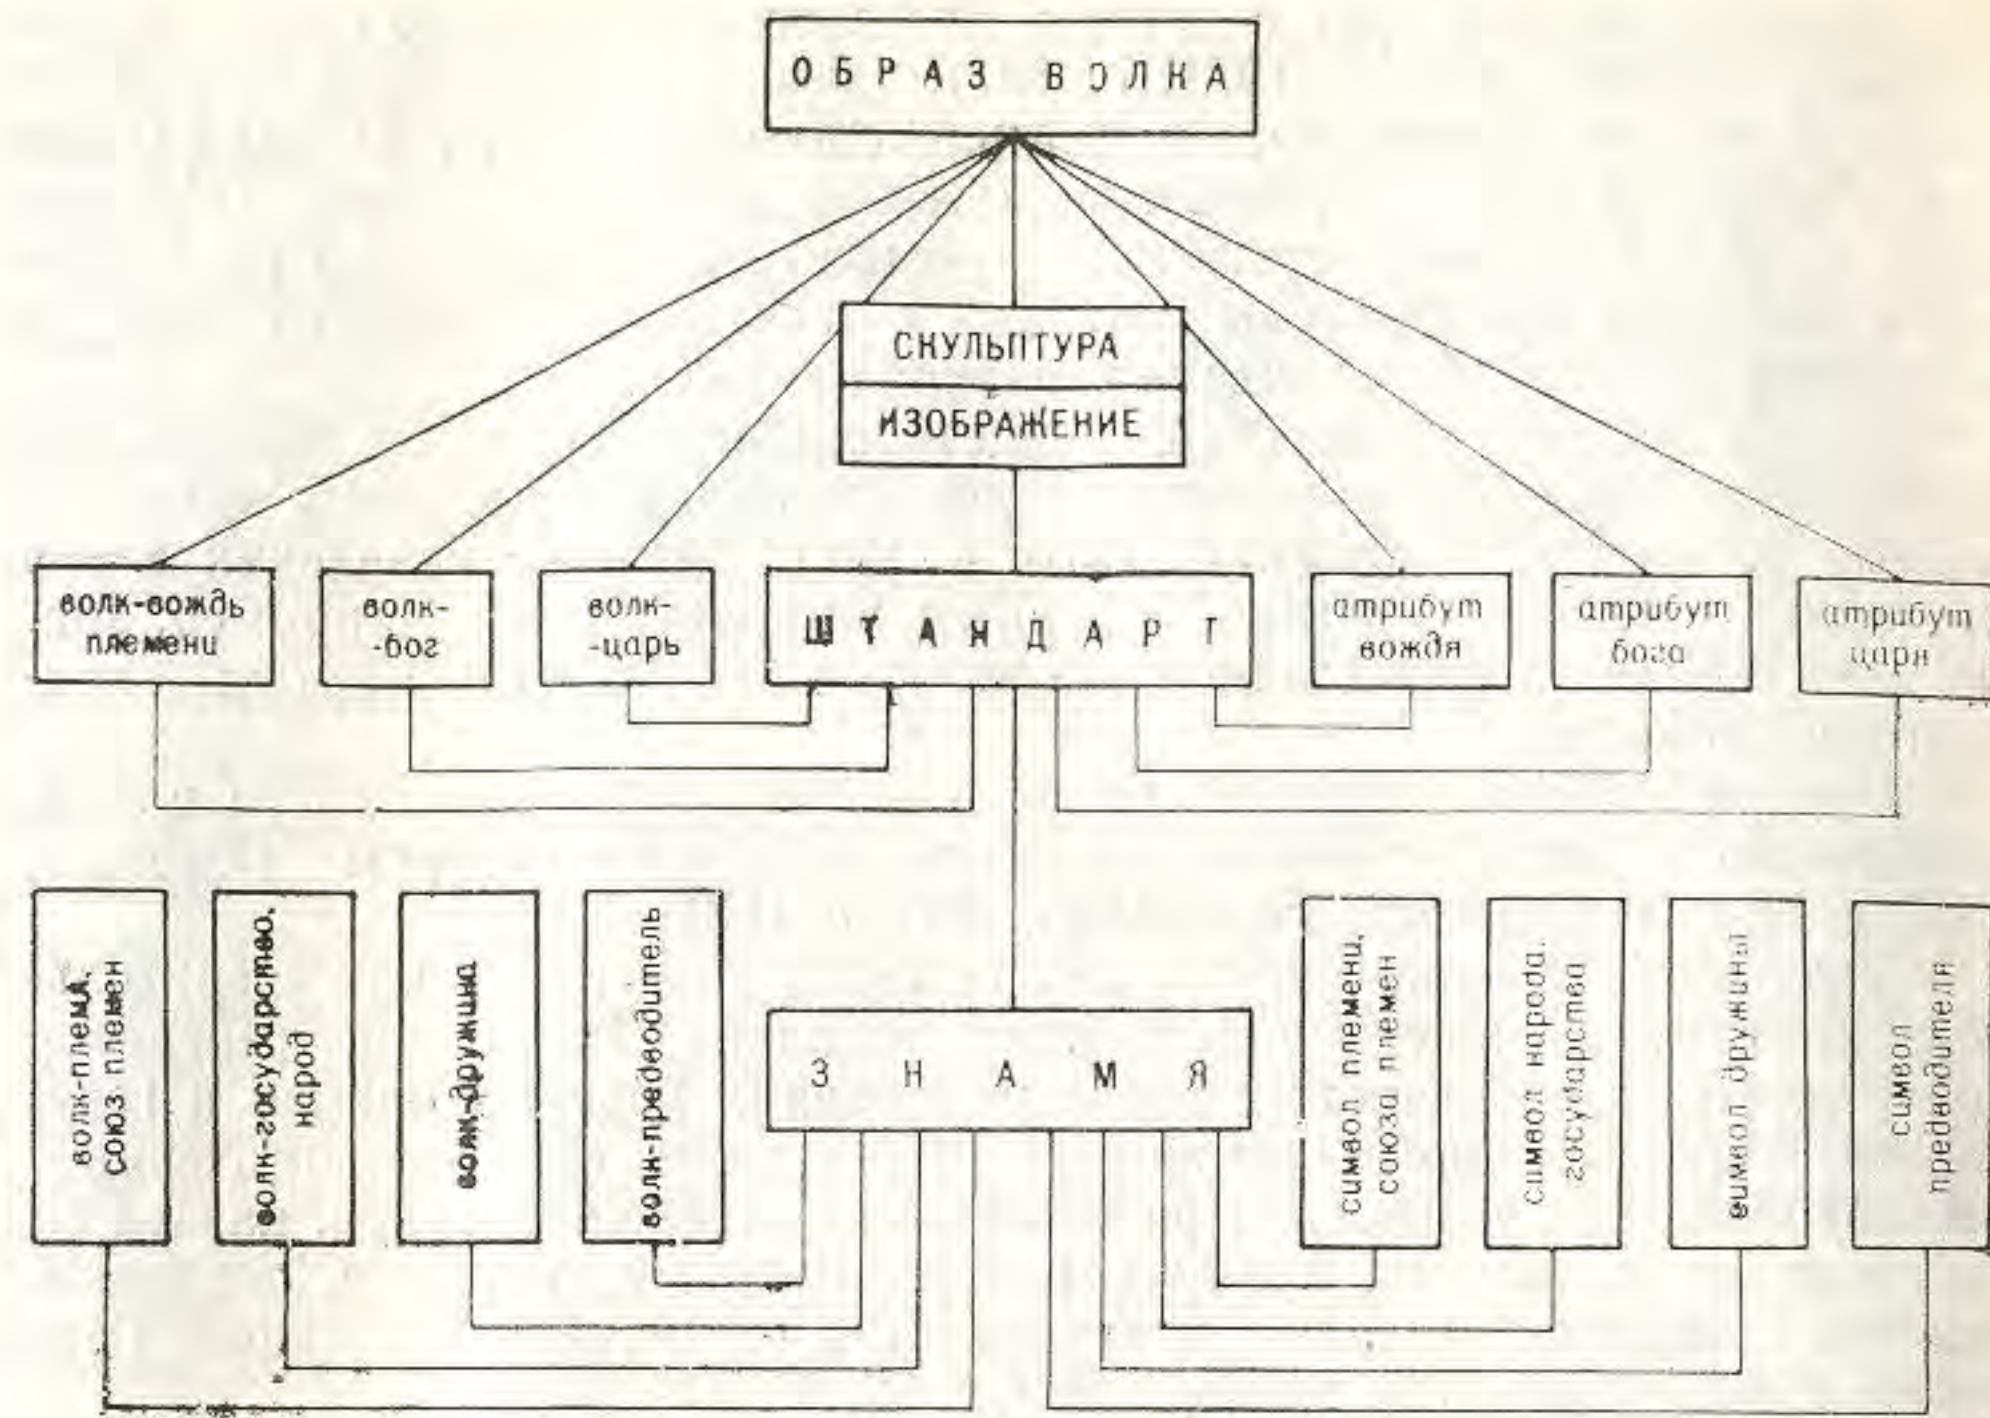 ОБРАЗ ВОЛКА
СКУЛЬПТУРА
ИЗОБРАЖЕНИЕ
волк-вождь
племени
волк-
-бог
волк-
-царь
ШТАНДАРТ
атрибут
вождя
атрибут
бога
атрибут
царя
волк-племя,
союз племен
волк-государство,
народ
волк-дружина
волк-предводитель
ЗНАМЯ
символ племени,
союза племен
символ народа,
государства
символ дружины
символ
предводителя